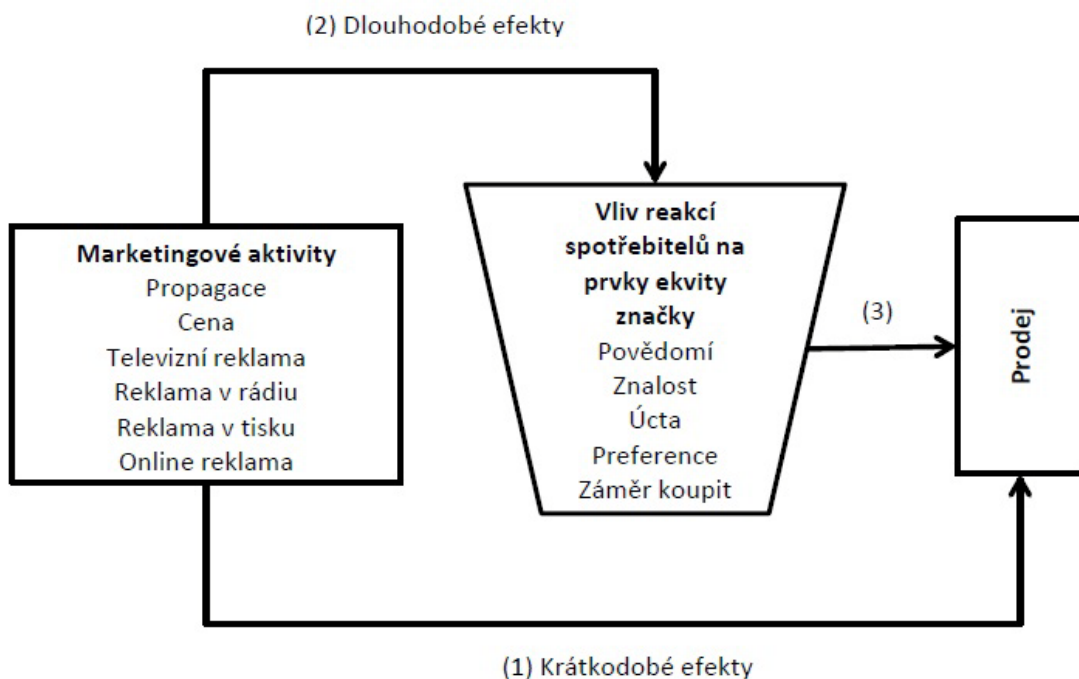 (2) Dlouhodobé efekty
Marketingové aktivity
Propagace
Cena
Televizní reklama
Reklama v rádiu
Reklama v tisku
Online reklama
Vliv reakcí
spotřebitelů na
prvky ekvity
značky
Povědomí
Znalost
Úcta
Preference
Záměr koupit
(3)
Prodej
(1) Krátkodobé efekty